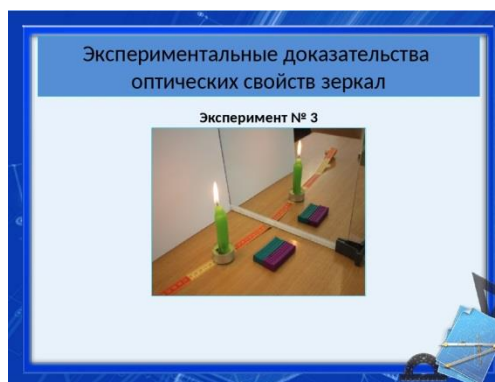 Экспериментальные доказательства
оптических свойств зеркал
Эксперимент № 3